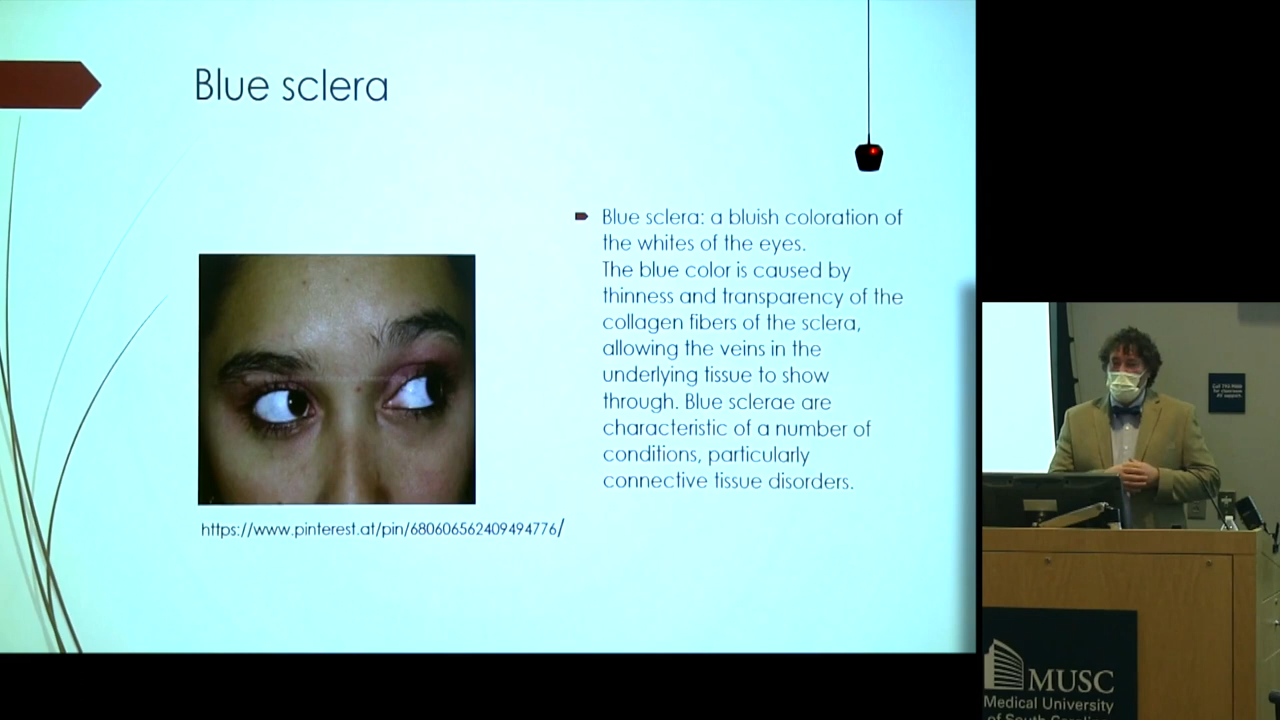 Blue sclera
Blue sclera: a bluish coloration of
the whites of the eyes.
The blue color is caused by
thinness and transparency of the
collagen fibers of the sclera,
allowing the veins in the
underlying tissue to show
through. Blue sclerae are
characteristic of a number of
conditions, particularly
connective tissue disorders.
https://www.pinterest.at/pin/680606562409494776/
MUSC
Medical University
of South Carolina